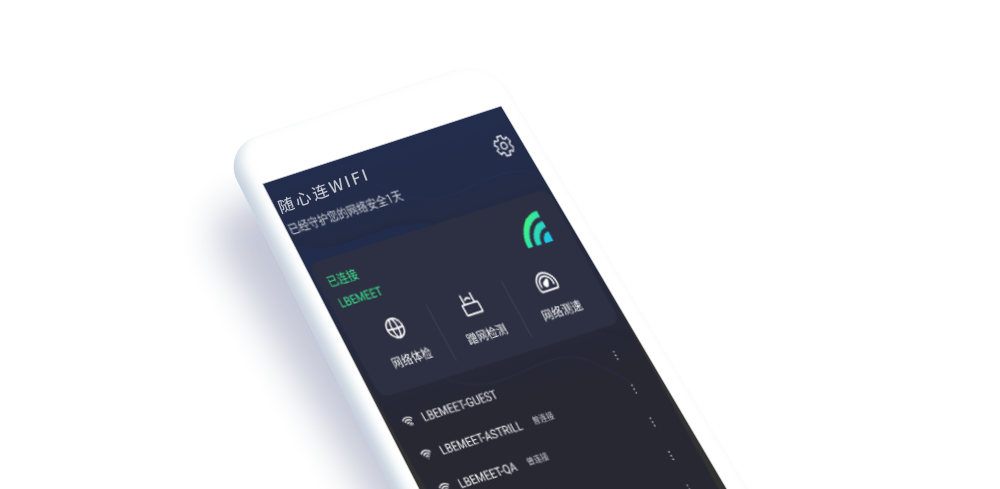 随心连WIFI
已经守护您的网络安全1天
已连接
LBEMEET
网络体检
蹭网检测
网络测速
LBEMEET-GUEST
LBEMEET-ASTRILL 曾连接
LBEMEET-QA 曾连接